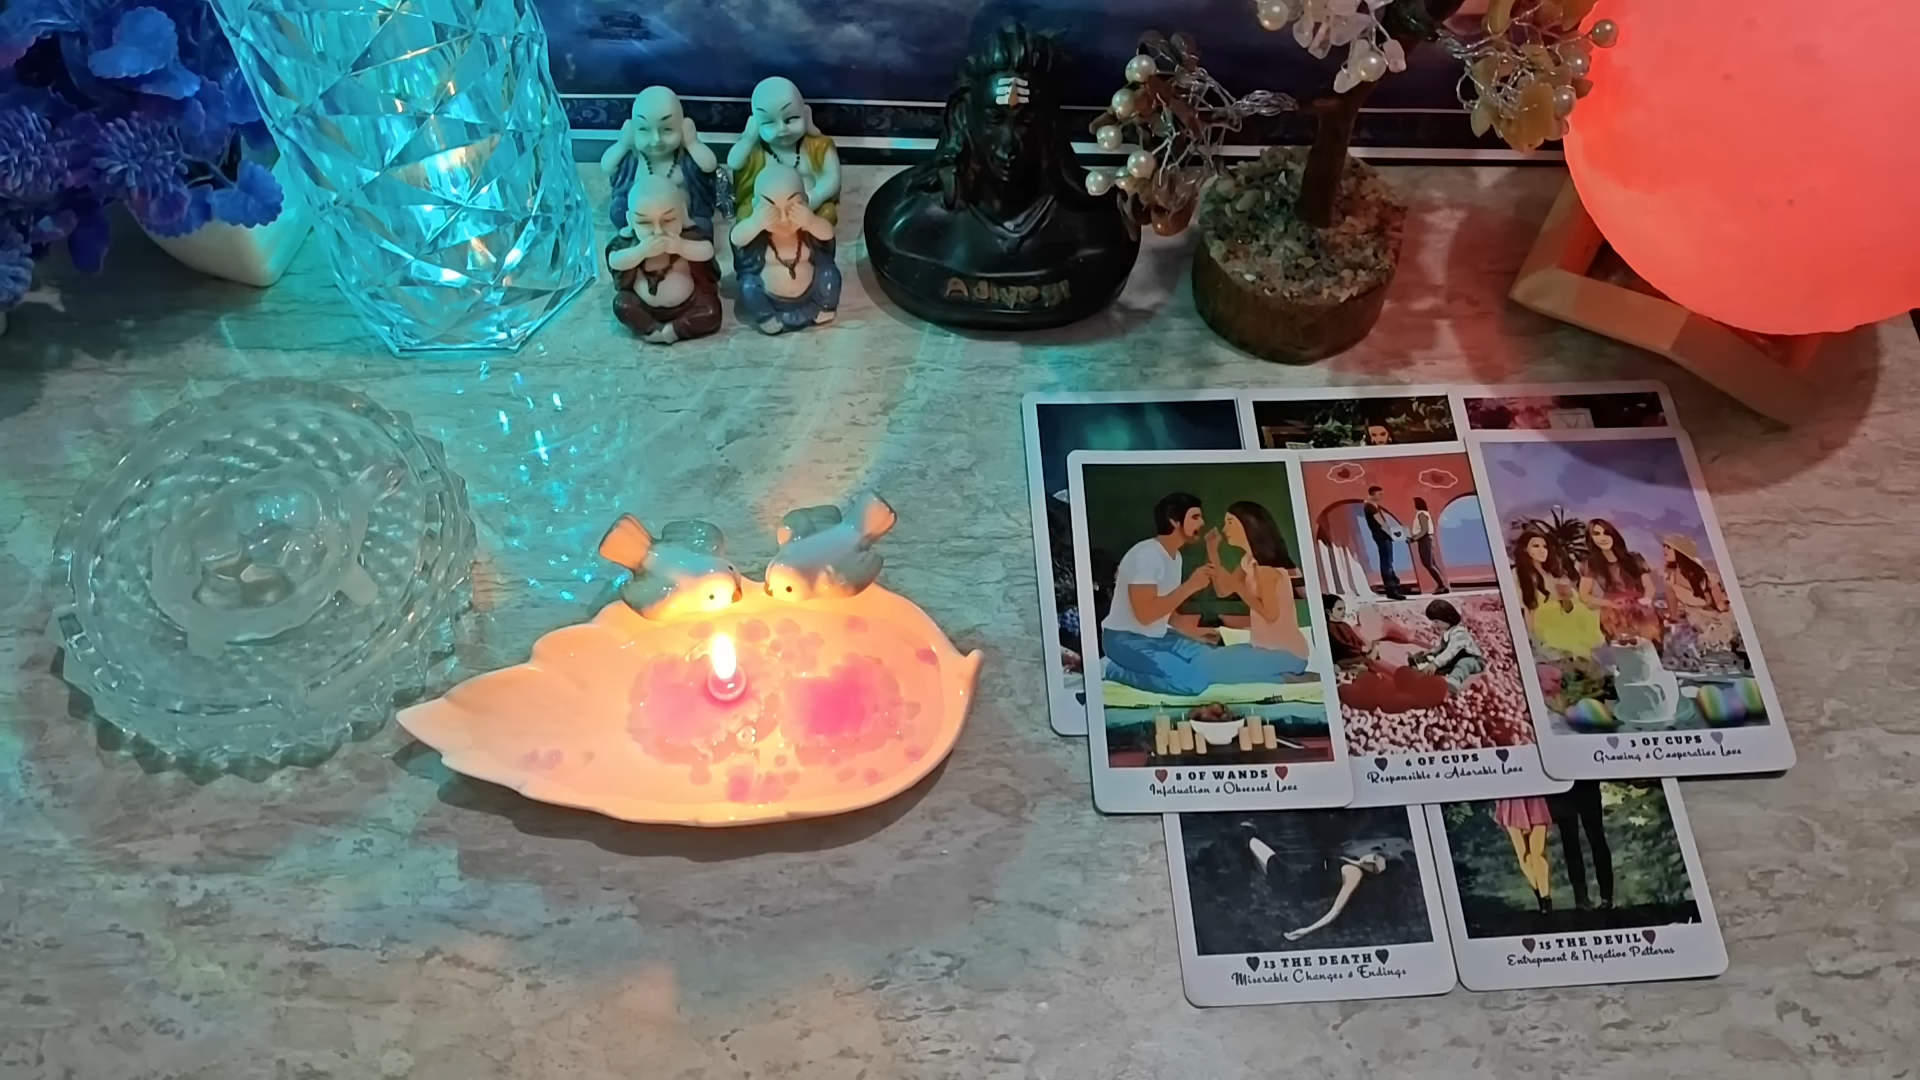 Adiyogi
8 OF WANDS
Infatuation & Obsessed Love
6 OF CUPS
Responsible & Adorable Love
3 OF CUPS
Growing & Cooperative Love
13 THE DEATH
Miserable Changes & Endings
15 THE DEVIL
Entrapment & Negative Patterns